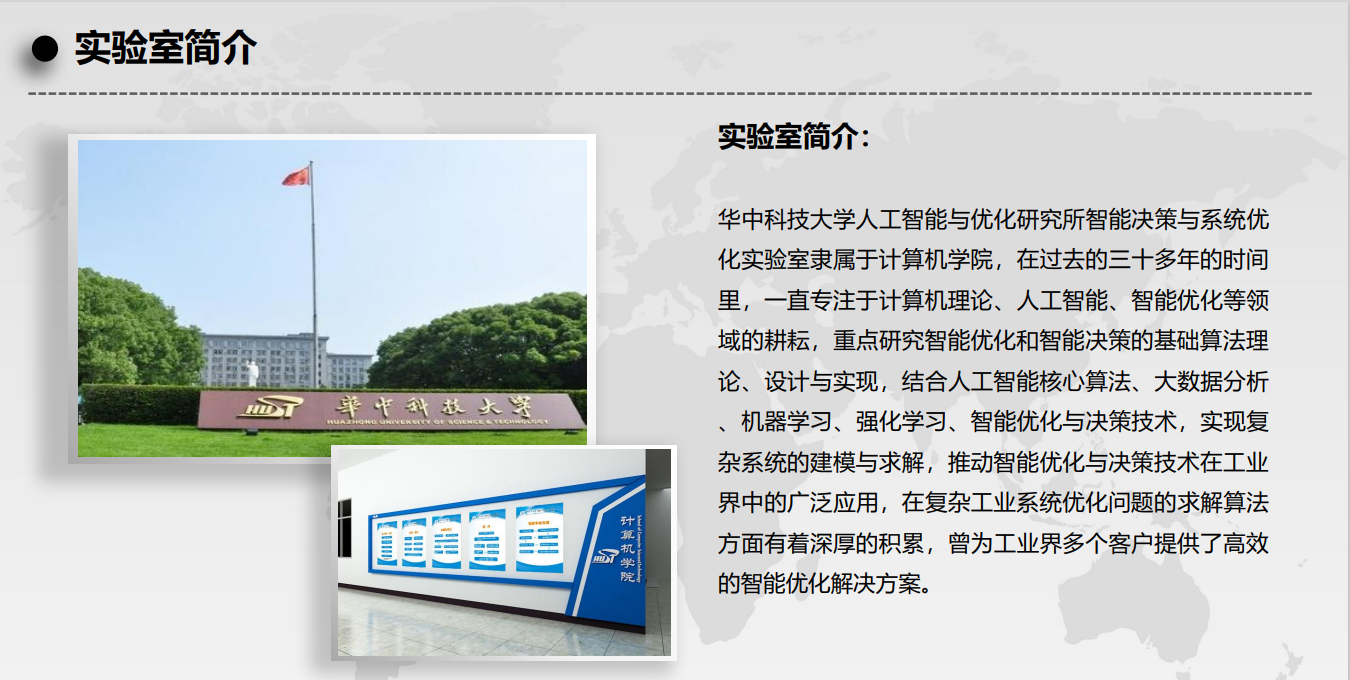 实验室简介
实验室简介：
华中科技大学人工智能与优化研究所智能决策与系统优
化实验室隶属于计算机学院，在过去的三十多年的时间
里，一直专注于计算机理论、人工智能、智能优化等领
域的耕耘，重点研究智能优化和智能决策的基础算法理
论、设计与实现，结合人工智能核心算法、大数据分析
、机器学习、强化学习、智能优化与决策技术，实现复
杂系统的建模与求解，推动智能优化与决策技术在工业
界中的广泛应用，在复杂工业系统优化问题的求解算法
方面有着深厚的积累，曾为工业界多个客户提供了高效
的智能优化解决方案。
HUST
華中科技大學
HUAZHONG UNIVERSITY OF SCIENCE & TECHNOLOGY
HUST
计算机学院